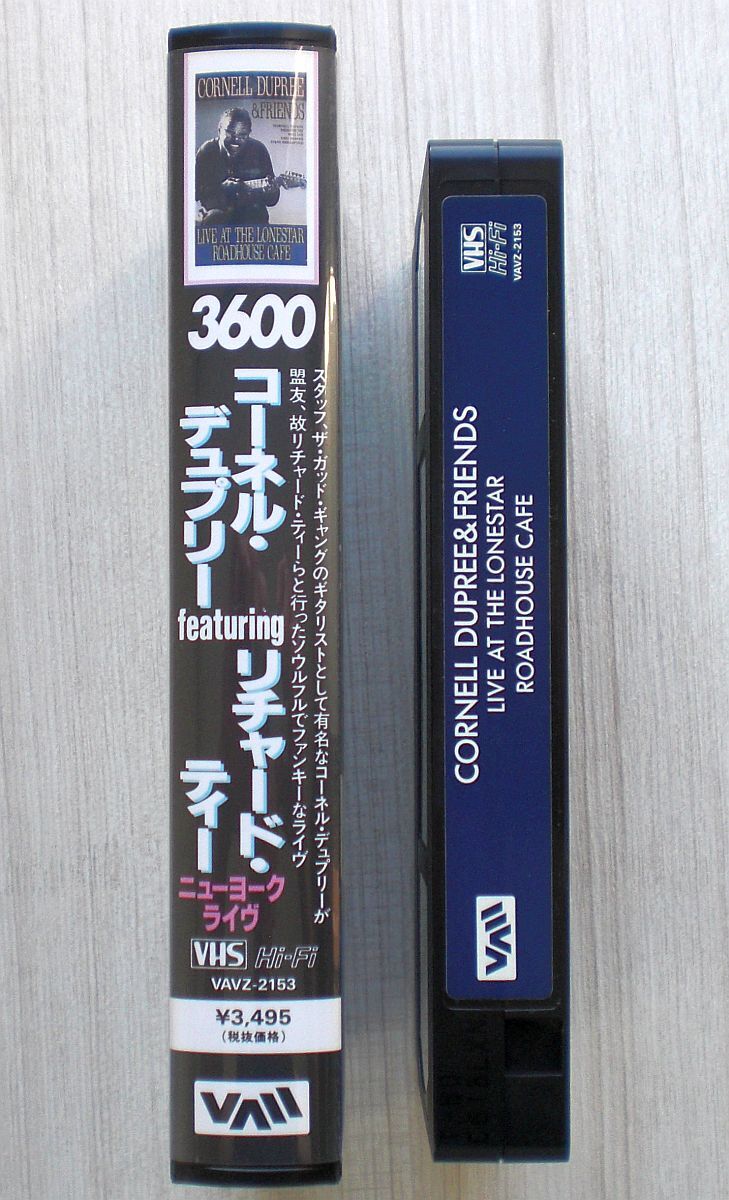 CORNELL DUPREE
&FRIENDS
LIVE AT THE LONESTAR
ROADHOUSE CAFE
3600
スタッフ、ザ・ガッド・ギャングのギタリストとして有名なコーネル・デュプリーが
盟友、故リチャード・ティーらと行ったソウルフルでファンキーなライヴ
コーネル・
デュプリー
featuring
リチャード・
ティー
ニューヨーク
ライヴ
VHS Hi-Fi
VAVZ-2153
¥3,495
(税抜価格)
VAP
VHS
Hi-Fi
VAVZ-2153
CORNELL DUPREE&FRIENDS
LIVE AT THE LONESTAR
ROADHOUSE CAFE
VAP